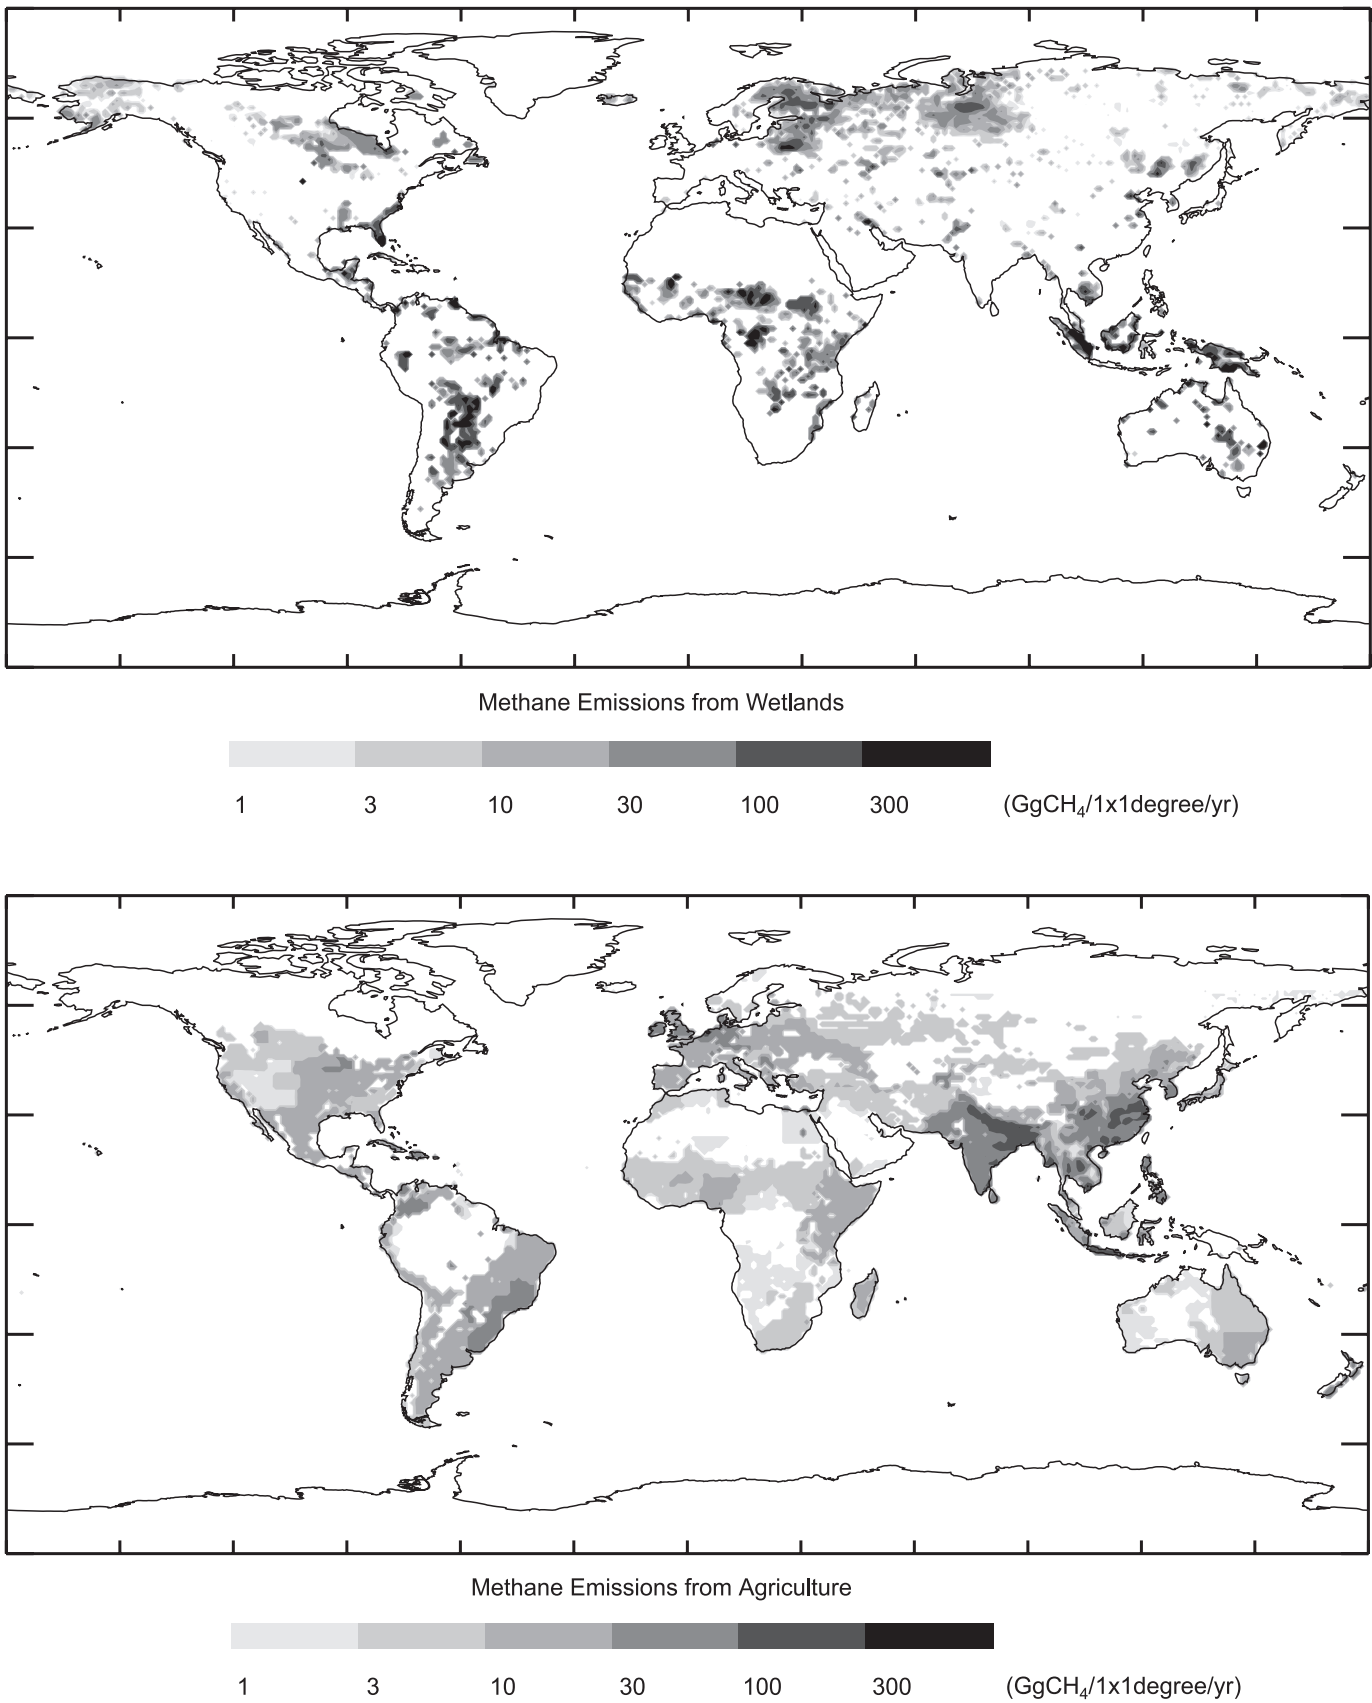 Methane Emissions from Wetlands
1 3 10 30 100 300 (GgCH₄/1x1degree/yr)
Methane Emissions from Agriculture
1 3 10 30 100 300 (GgCH₄/1x1degree/yr)